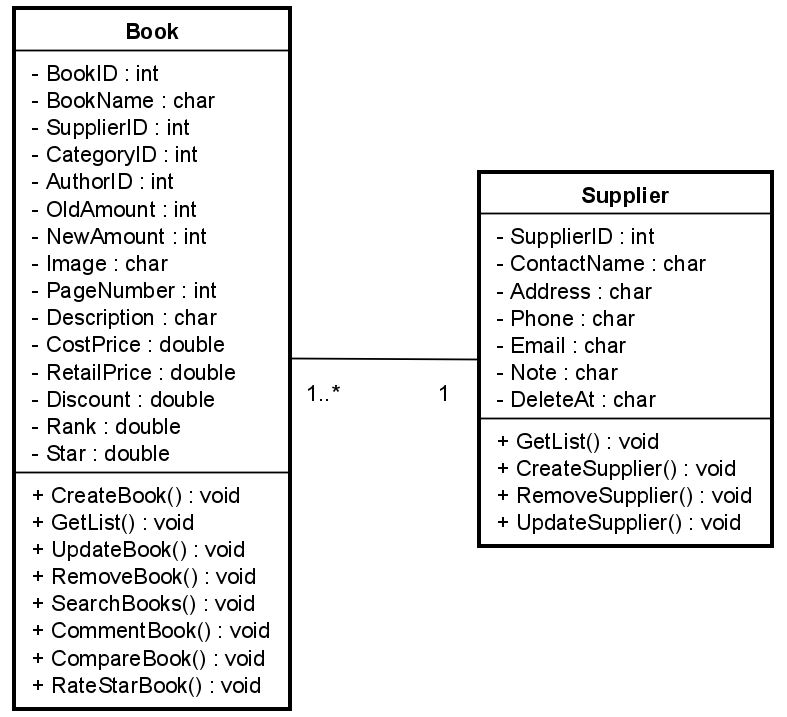 Book
- BookID : int
- BookName : char
- SupplierID : int
- CategoryID : int
- AuthorID : int
- OldAmount : int
- NewAmount : int
- Image : char
- PageNumber : int
- Description : char
- CostPrice : double
- RetailPrice : double
- Discount : double
- Rank : double
- Star : double
+ CreateBook() : void
+ GetList() : void
+ UpdateBook() : void
+ RemoveBook() : void
+ SearchBooks() : void
+ CommentBook() : void
+ CompareBook() : void
+ RateStarBook() : void
1..*
1
Supplier
- SupplierID : int
- ContactName : char
- Address : char
- Phone : char
- Email : char
- Note : char
- DeleteAt : char
+ GetList() : void
+ CreateSupplier() : void
+ RemoveSupplier() : void
+ UpdateSupplier() : void